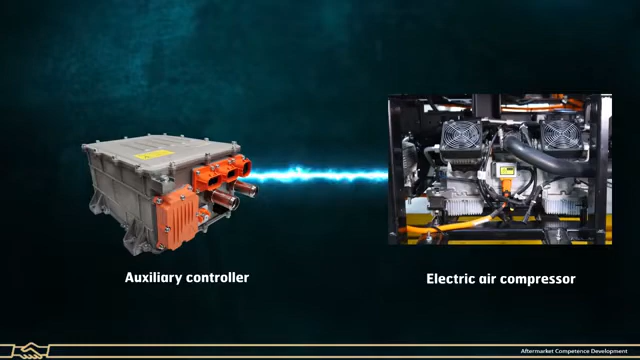 Auxiliary controller
Electric air compressor
Aftermarket Competence Development